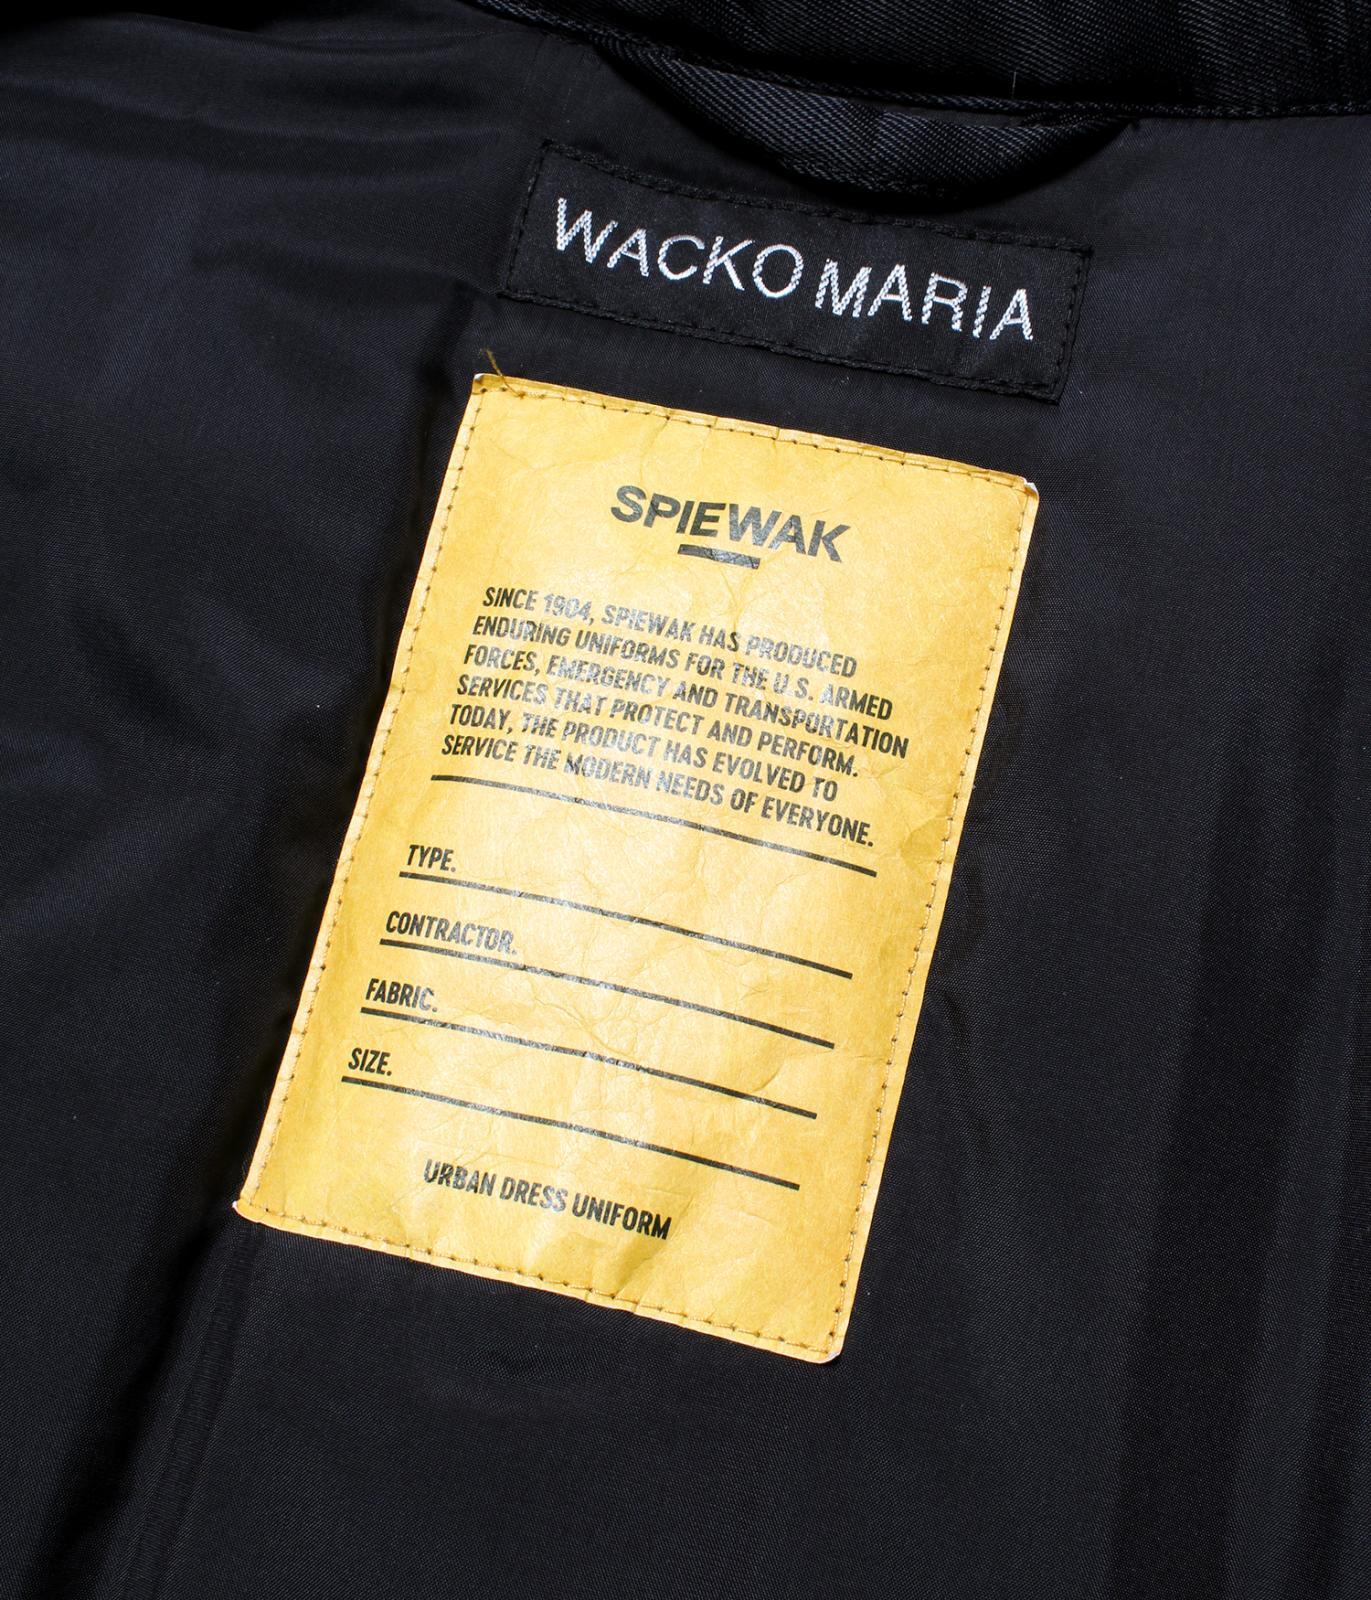 WACKO MARIA
SPIEWAK
SINCE 1904, SPIEWAK HAS PRODUCED
ENDURING UNIFORMS FOR THE U.S. ARMED
FORCES, EMERGENCY AND TRANSPORTATION
SERVICES THAT PROTECT AND PERFORM.
TODAY, THE PRODUCT HAS EVOLVED TO
SERVICE THE MODERN NEEDS OF EVERYONE.
TYPE.
CONTRACTOR.
FABRIC.
SIZE.
URBAN DRESS UNIFORM